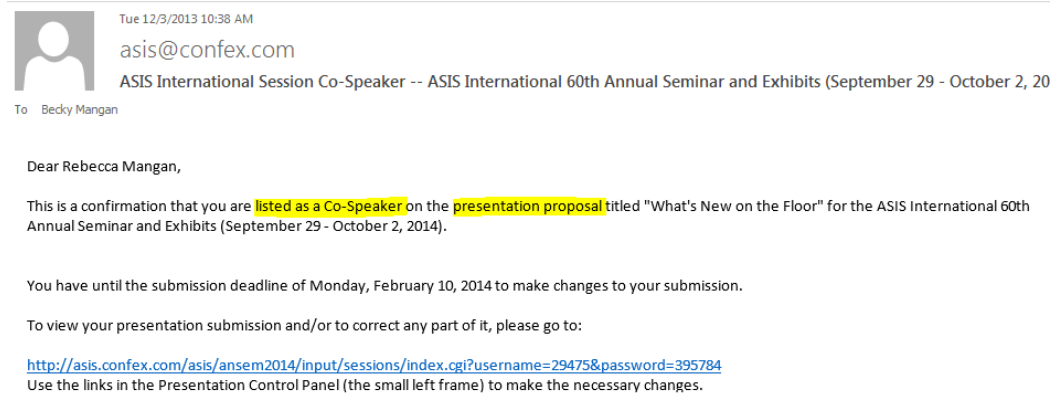 Tue 12/3/2013 10:38 AM
asis@confex.com
ASIS International Session Co-Speaker -- ASIS International 60th Annual Seminar and Exhibits (September 29 - October 2, 20
To Becky Mangan
Dear Rebecca Mangan,
This is a confirmation that you are listed as a Co-Speaker on the presentation proposal titled "What's New on the Floor" for the ASIS International 60th
Annual Seminar and Exhibits (September 29 - October 2, 2014).
You have until the submission deadline of Monday, February 10, 2014 to make changes to your submission.
To view your presentation submission and/or to correct any part of it, please go to:
http://asis.confex.com/asis/ansem2014/input/sessions/index.cgi?username=29475&password=395784
Use the links in the Presentation Control Panel (the small left frame) to make the necessary changes.